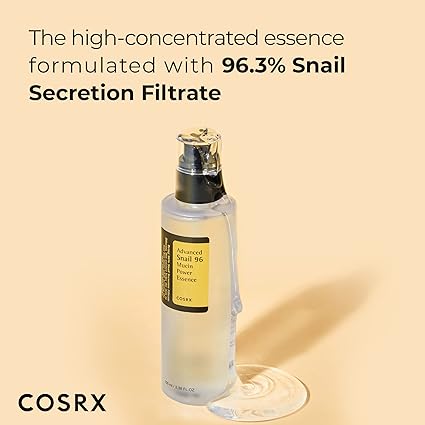 The high-concentrated essence
formulated with 96.3% Snail
Secretion Filtrate
Advanced
Snail 96
Mucin
Power
Essence
COSRX
COSRX